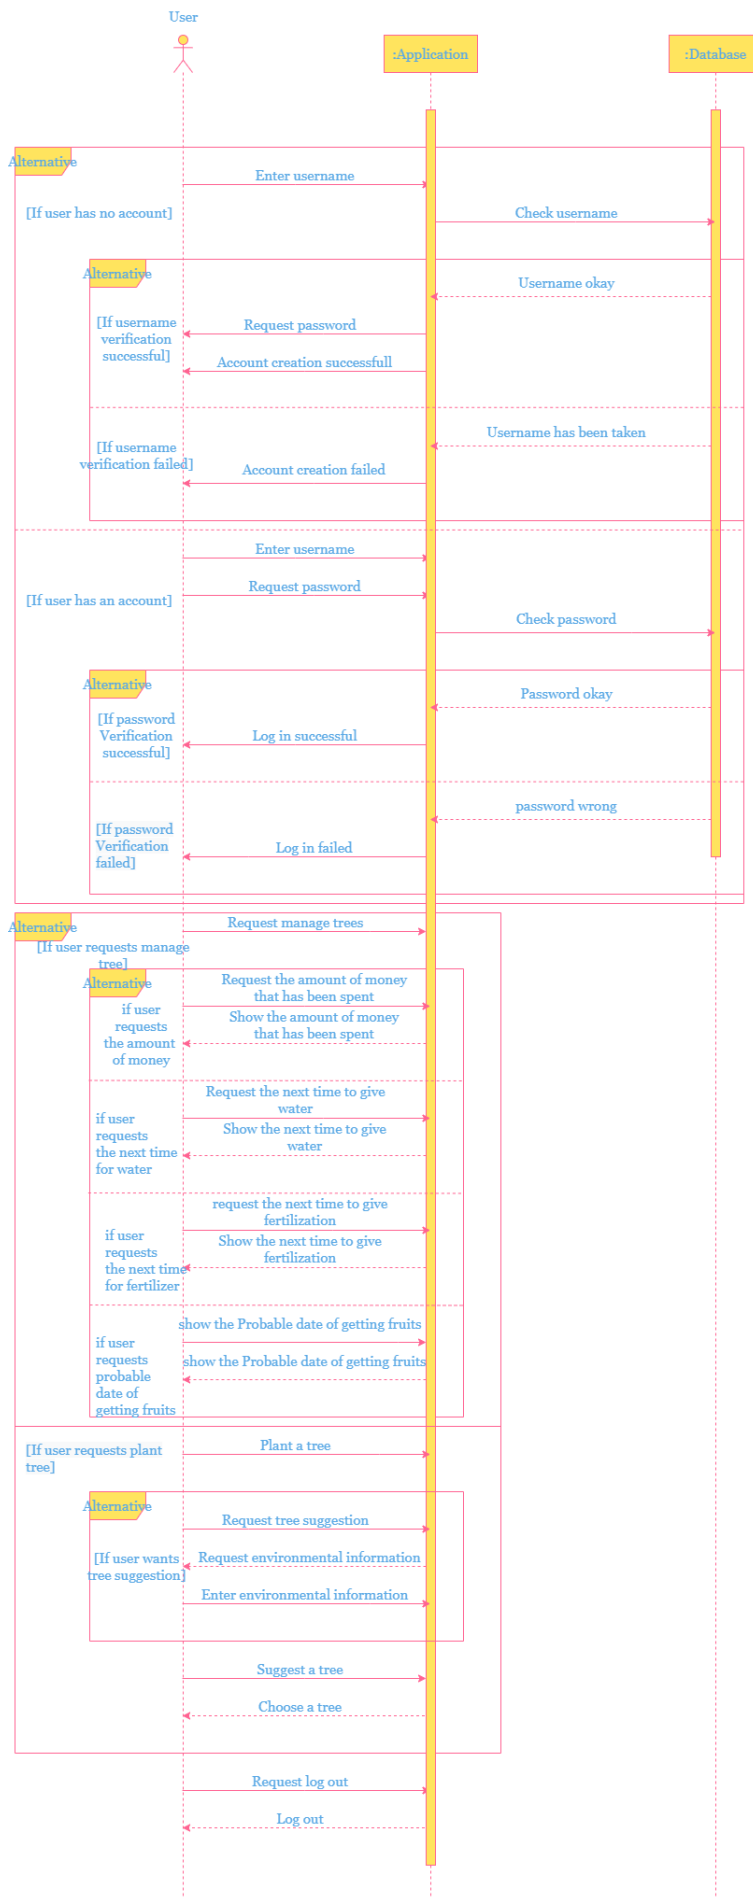 User
:Application
:Database
Alternative
Enter username
[If user has no account]
Check username
Alternative
Username okay
[If username
verification
successful]
Request password
Account creation successfull
Username has been taken
[If username
verification failed]
Account creation failed
Enter username
Request password
[If user has an account]
Check password
Alternative
Password okay
[If password
Verification
successful]
Log in successful
password wrong
[If password
Verification
failed]
Log in failed
Alternative
Request manage trees
[If user requests manage
tree]
Alternative
Request the amount of money
that has been spent
if user
requests
the amount
of money
Show the amount of money
that has been spent
Request the next time to give
water
if user
requests
the next time
for water
Show the next time to give
water
request the next time to give
fertilization
if user
requests
the next time
for fertilizer
Show the next time to give
fertilization
show the Probable date of getting fruits
if user
requests
probable
date of
getting fruits
show the Probable date of getting fruits
[If user requests plant
tree]
Plant a tree
Alternative
Request tree suggestion
[If user wants
tree suggestion]
Request environmental information
Enter environmental information
Suggest a tree
Choose a tree
Request log out
Log out